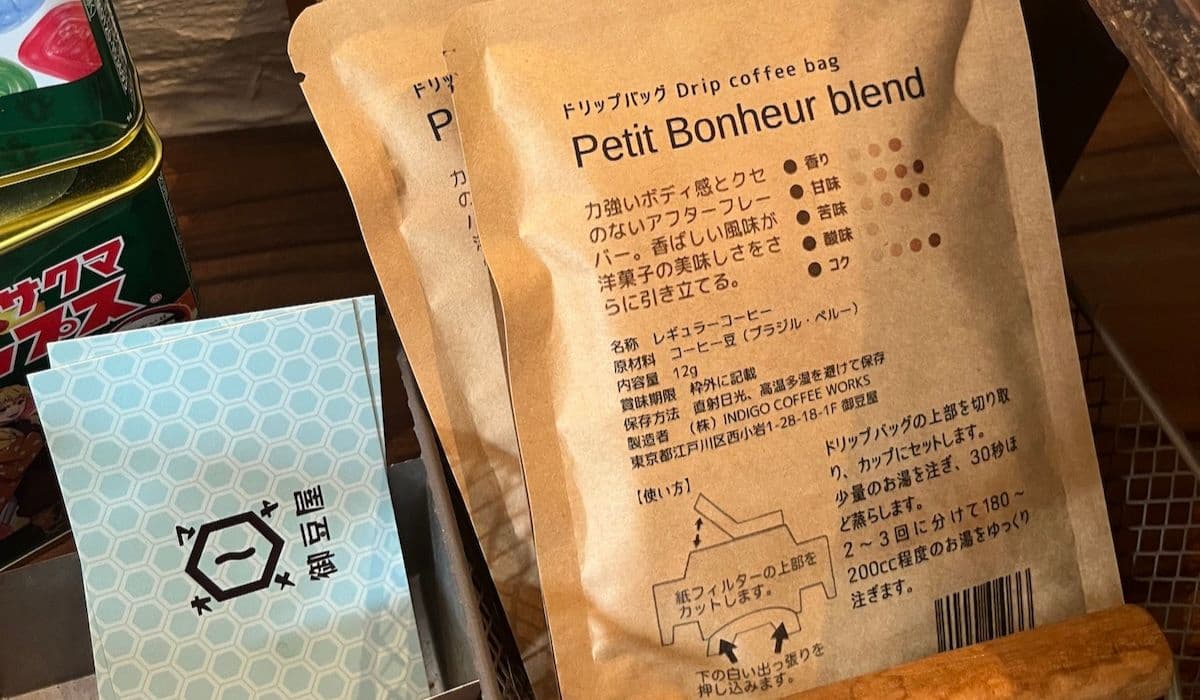 ドリップバッグ Drip coffee bag
Petit Bonheur blend
力強いボディ感とクセ
のないアフターフレー
バー。香ばしい風味が
洋菓子の美味しさをさ
らに引き立てる。
香り
甘味
苦味
酸味
コク
名称 レギュラーコーヒー
原材料 コーヒー豆（ブラジル・ペルー）
内容量 12g
賞味期限 枠外に記載
保存方法 直射日光、高温多湿を避けて保存
製造者 （株）INDIGO COFFEE WORKS
東京都江戸川区西小岩1-28-18-1F 御豆屋
【使い方】
紙フィルターの上部を
カットします。
下の白い出っ張りを
押し込みます。
ドリップバッグの上部を切り取
り、カップにセットします。
少量のお湯を注ぎ、30秒ほ
ど蒸らします。
2～3回に分けて180～
200cc程度のお湯をゆっくり
注ぎます。
ドリッ
P
サクマ
ップス
オマメヤ
御豆屋